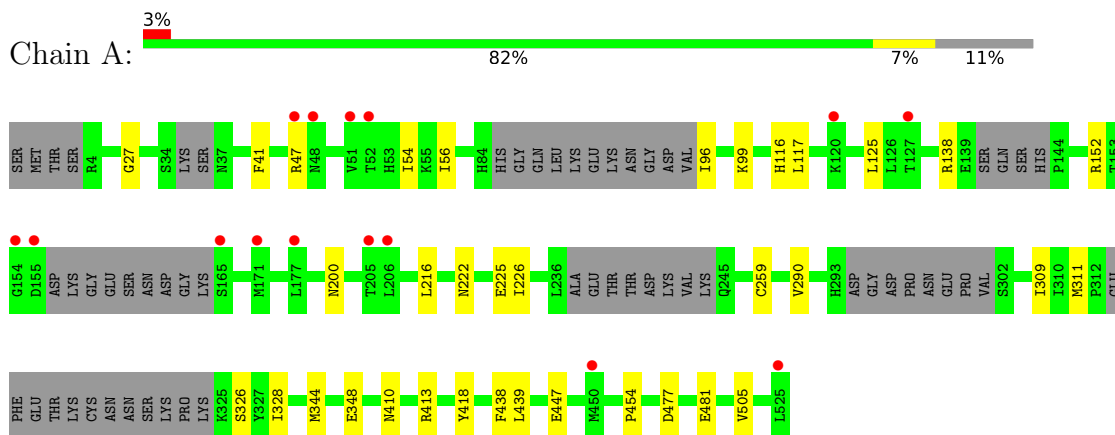 3%
Chain A:
82% 7% 11%
SER MET THR SER R4 G27 S34 LYS SER N37 F41 R47 N48 V51 T52 H53 I54 K55 I56 H84 HIS GLY GLN LEU LYS GLU LYS ASN GLY ASP VAL I96 K99 H116 L117 K120 L125 L126 T127 R138 E139 SER GLN SER HIS P144 R152 T153
G154 D155 ASP LYS GLY GLU SER ASN ASP GLY LYS S165 M171 L177 N200 T205 L206 L216 N222 E225 I226 L236 ALA GLU THR THR ASP LYS VAL LYS Q245 C259 V290 H293 ASP GLY ASP PRO ASN GLU PRO VAL S302 I309 I310 M311 P312 GLU
PHE GLU THR LYS CYS ASN ASN SER LYS PRO LYS K325 S326 Y327 I328 M344 E348 N410 R413 Y418 F438 L439 E447 M450 P454 D477 E481 V505 L525